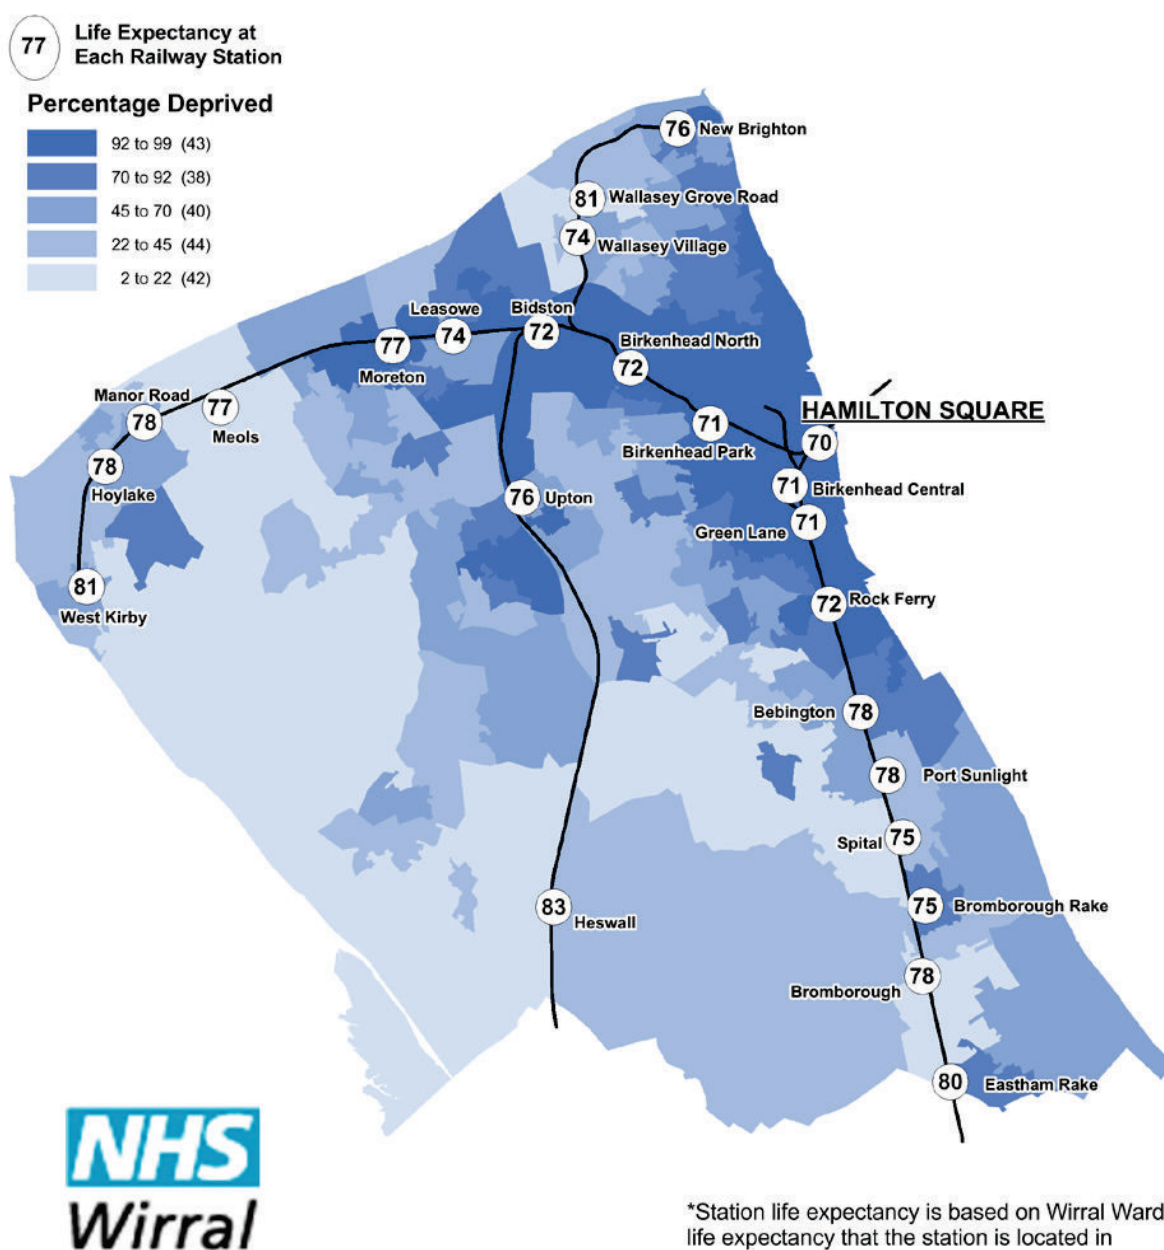 77
Life Expectancy at
Each Railway Station
Percentage Deprived
92 to 99 (43)
70 to 92 (38)
45 to 70 (40)
22 to 45 (44)
2 to 22 (42)
76 New Brighton
81 Wallasey Grove Road
74 Wallasey Village
Leasowe
74
Bidston
72
77
Moreton
Birkenhead North
72
Manor Road
78
77
Meols
HAMILTON SQUARE
70
71
Birkenhead Park
78
Hoylake
76 Upton
71 Birkenhead Central
Green Lane 71
81
West Kirby
72 Rock Ferry
Bebington 78
78 Port Sunlight
Spital 75
83 Heswall
75 Bromborough Rake
Bromborough 78
80 Eastham Rake
NHS
Wirral
*Station life expectancy is based on Wirral Ward
life expectancy that the station is located in